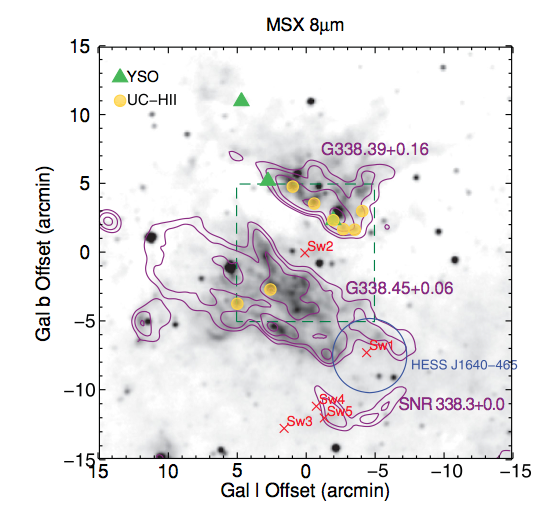 MSX 8μm
YSO
UC-HII
G338.39+0.16
Sw2
G338.45+0.06
Sw1
HESS J1640-465
Sw4
SNR 338.3+0.0
Sw5
Sw3
15
10
5
0
-5
-10
-15
Gal b Offset (arcmin)
15 10 5 0 -5 -10 -15
Gal l Offset (arcmin)